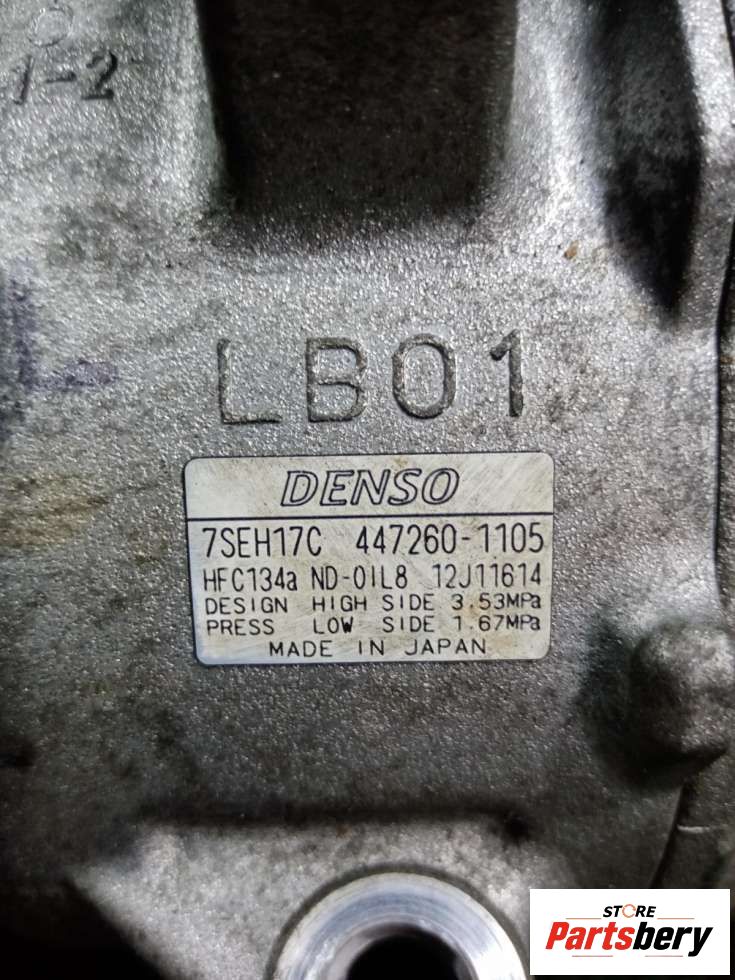 1-2
LB01
DENSO
7SEH17C 447260-1105
HFC134a ND-OIL8 12J11614
DESIGN HIGH SIDE 3.53MPa
PRESS LOW SIDE 1.67MPa
MADE IN JAPAN
STORE
Partsbery